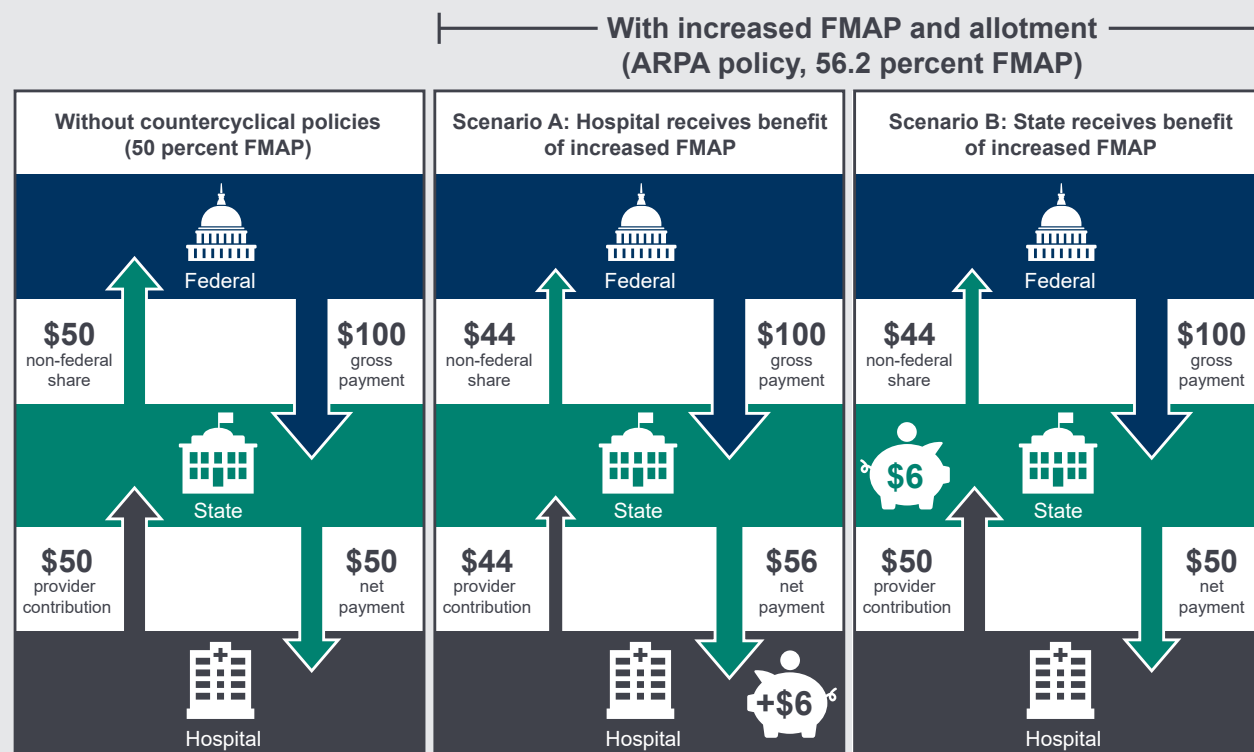 With increased FMAP and allotment
(ARPA policy, 56.2 percent FMAP)
Without countercyclical policies
(50 percent FMAP)
Federal
$50
non-federal
share
$100
gross
payment
State
$50
provider
contribution
$50
net
payment
Hospital
Scenario A: Hospital receives benefit
of increased FMAP
Federal
$44
non-federal
share
$100
gross
payment
State
$44
provider
contribution
$56
net
payment
Hospital
+$6
Scenario B: State receives benefit
of increased FMAP
Federal
$44
non-federal
share
$100
gross
payment
$6
State
$50
provider
contribution
$50
net
payment
Hospital